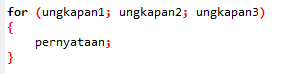 for (ungkapan1; ungkapan2; ungkapan3)
{
    pernyataan;
}